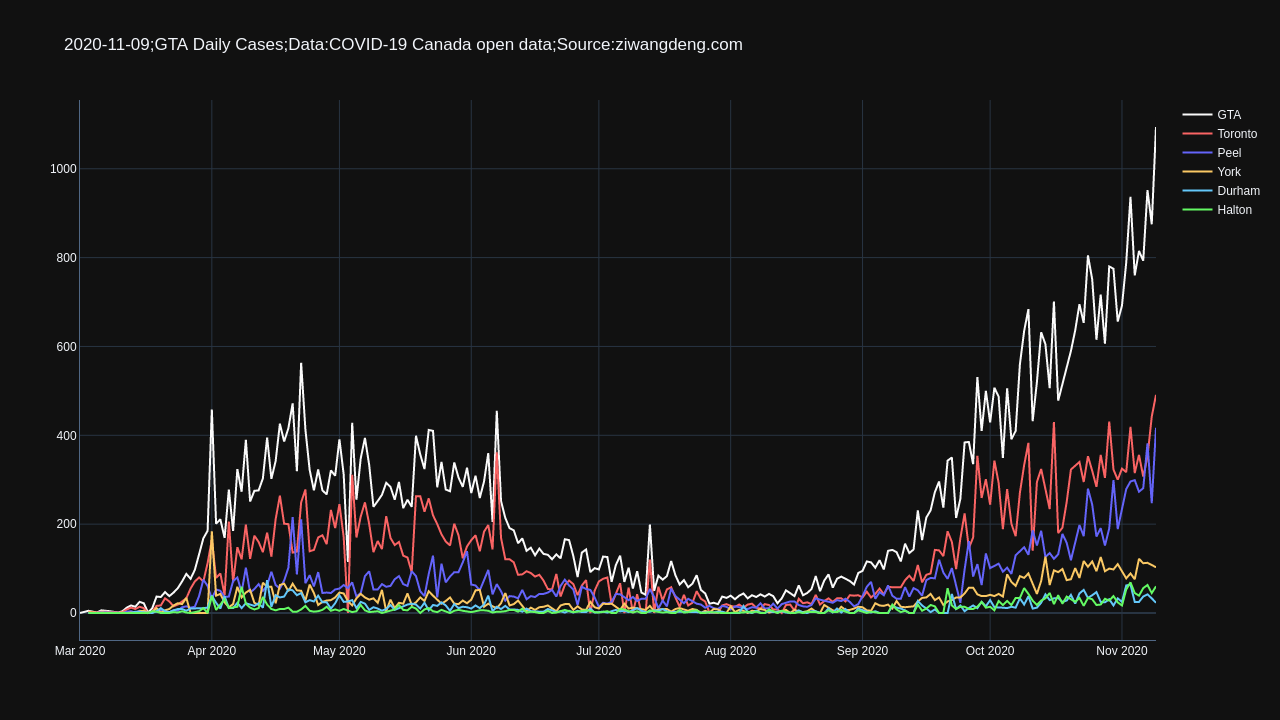 2020-11-09;GTA Daily Cases;Data:COVID-19 Canada open data;Source:ziwangdeng.com
GTA
Toronto
Peel
York
Durham
Halton
1000
800
600
400
200
0
Mar 2020 Apr 2020 May 2020 Jun 2020 Jul 2020 Aug 2020 Sep 2020 Oct 2020 Nov 2020